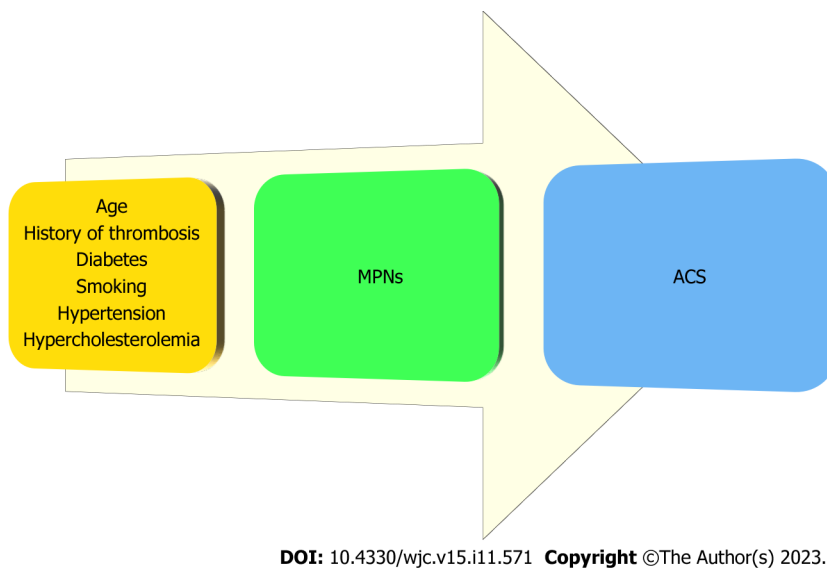 Age
History of thrombosis
Diabetes
Smoking
Hypertension
Hypercholesterolemia
MPNs
ACS
DOI: 10.4330/wjc.v15.i11.571 Copyright ©The Author(s) 2023.